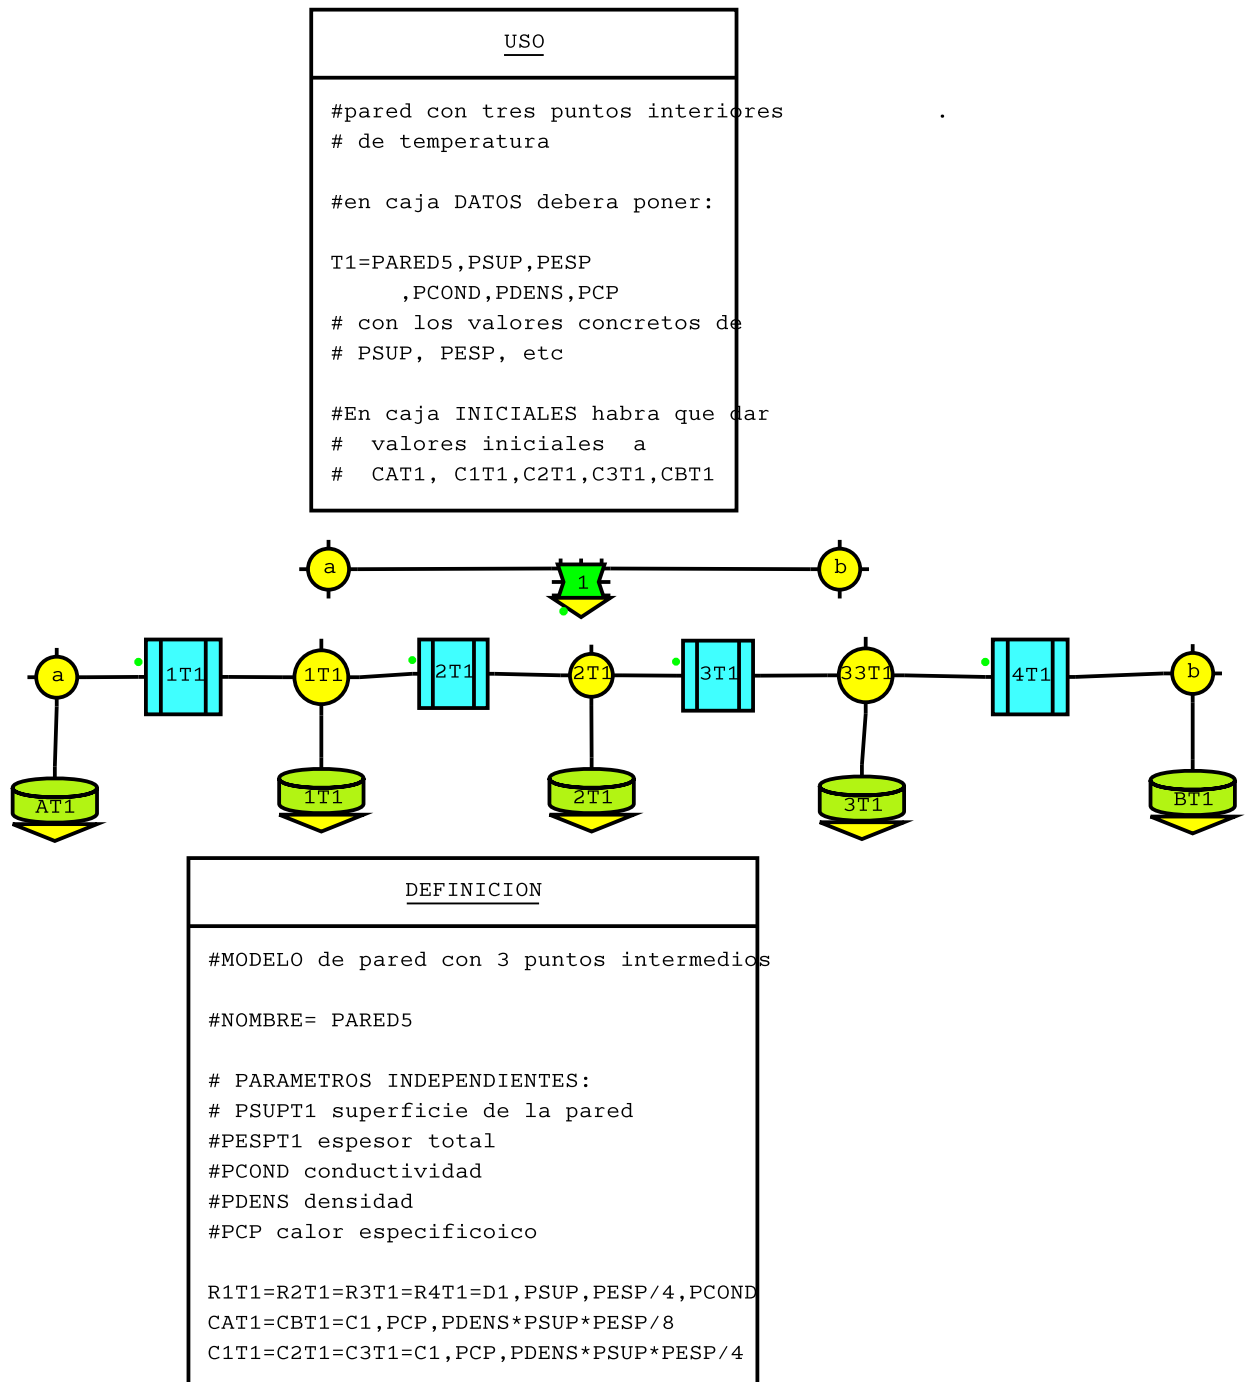 USO
#pared con tres puntos interiores           .
# de temperatura
#en caja DATOS debera poner:
T1=PARED5,PSUP,PESP
     ,PCOND,PDENS,PCP
# con los valores concretos de
# PSUP, PESP, etc
#En caja INICIALES habra que dar
#  valores iniciales  a
#  CAT1, C1T1,C2T1,C3T1,CBT1
a 1 b
a 1T1 1T1 2T1 2T1 3T1 33T1 4T1 b
AT1 1T1 2T1 3T1 BT1
DEFINICION
#MODELO de pared con 3 puntos intermedios
#NOMBRE= PARED5
# PARAMETROS INDEPENDIENTES:
# PSUPT1 superficie de la pared
#PESPT1 espesor total
#PCOND conductividad
#PDENS densidad
#PCP calor especificoico
R1T1=R2T1=R3T1=R4T1=D1,PSUP,PESP/4,PCOND
CAT1=CBT1=C1,PCP,PDENS*PSUP*PESP/8
C1T1=C2T1=C3T1=C1,PCP,PDENS*PSUP*PESP/4